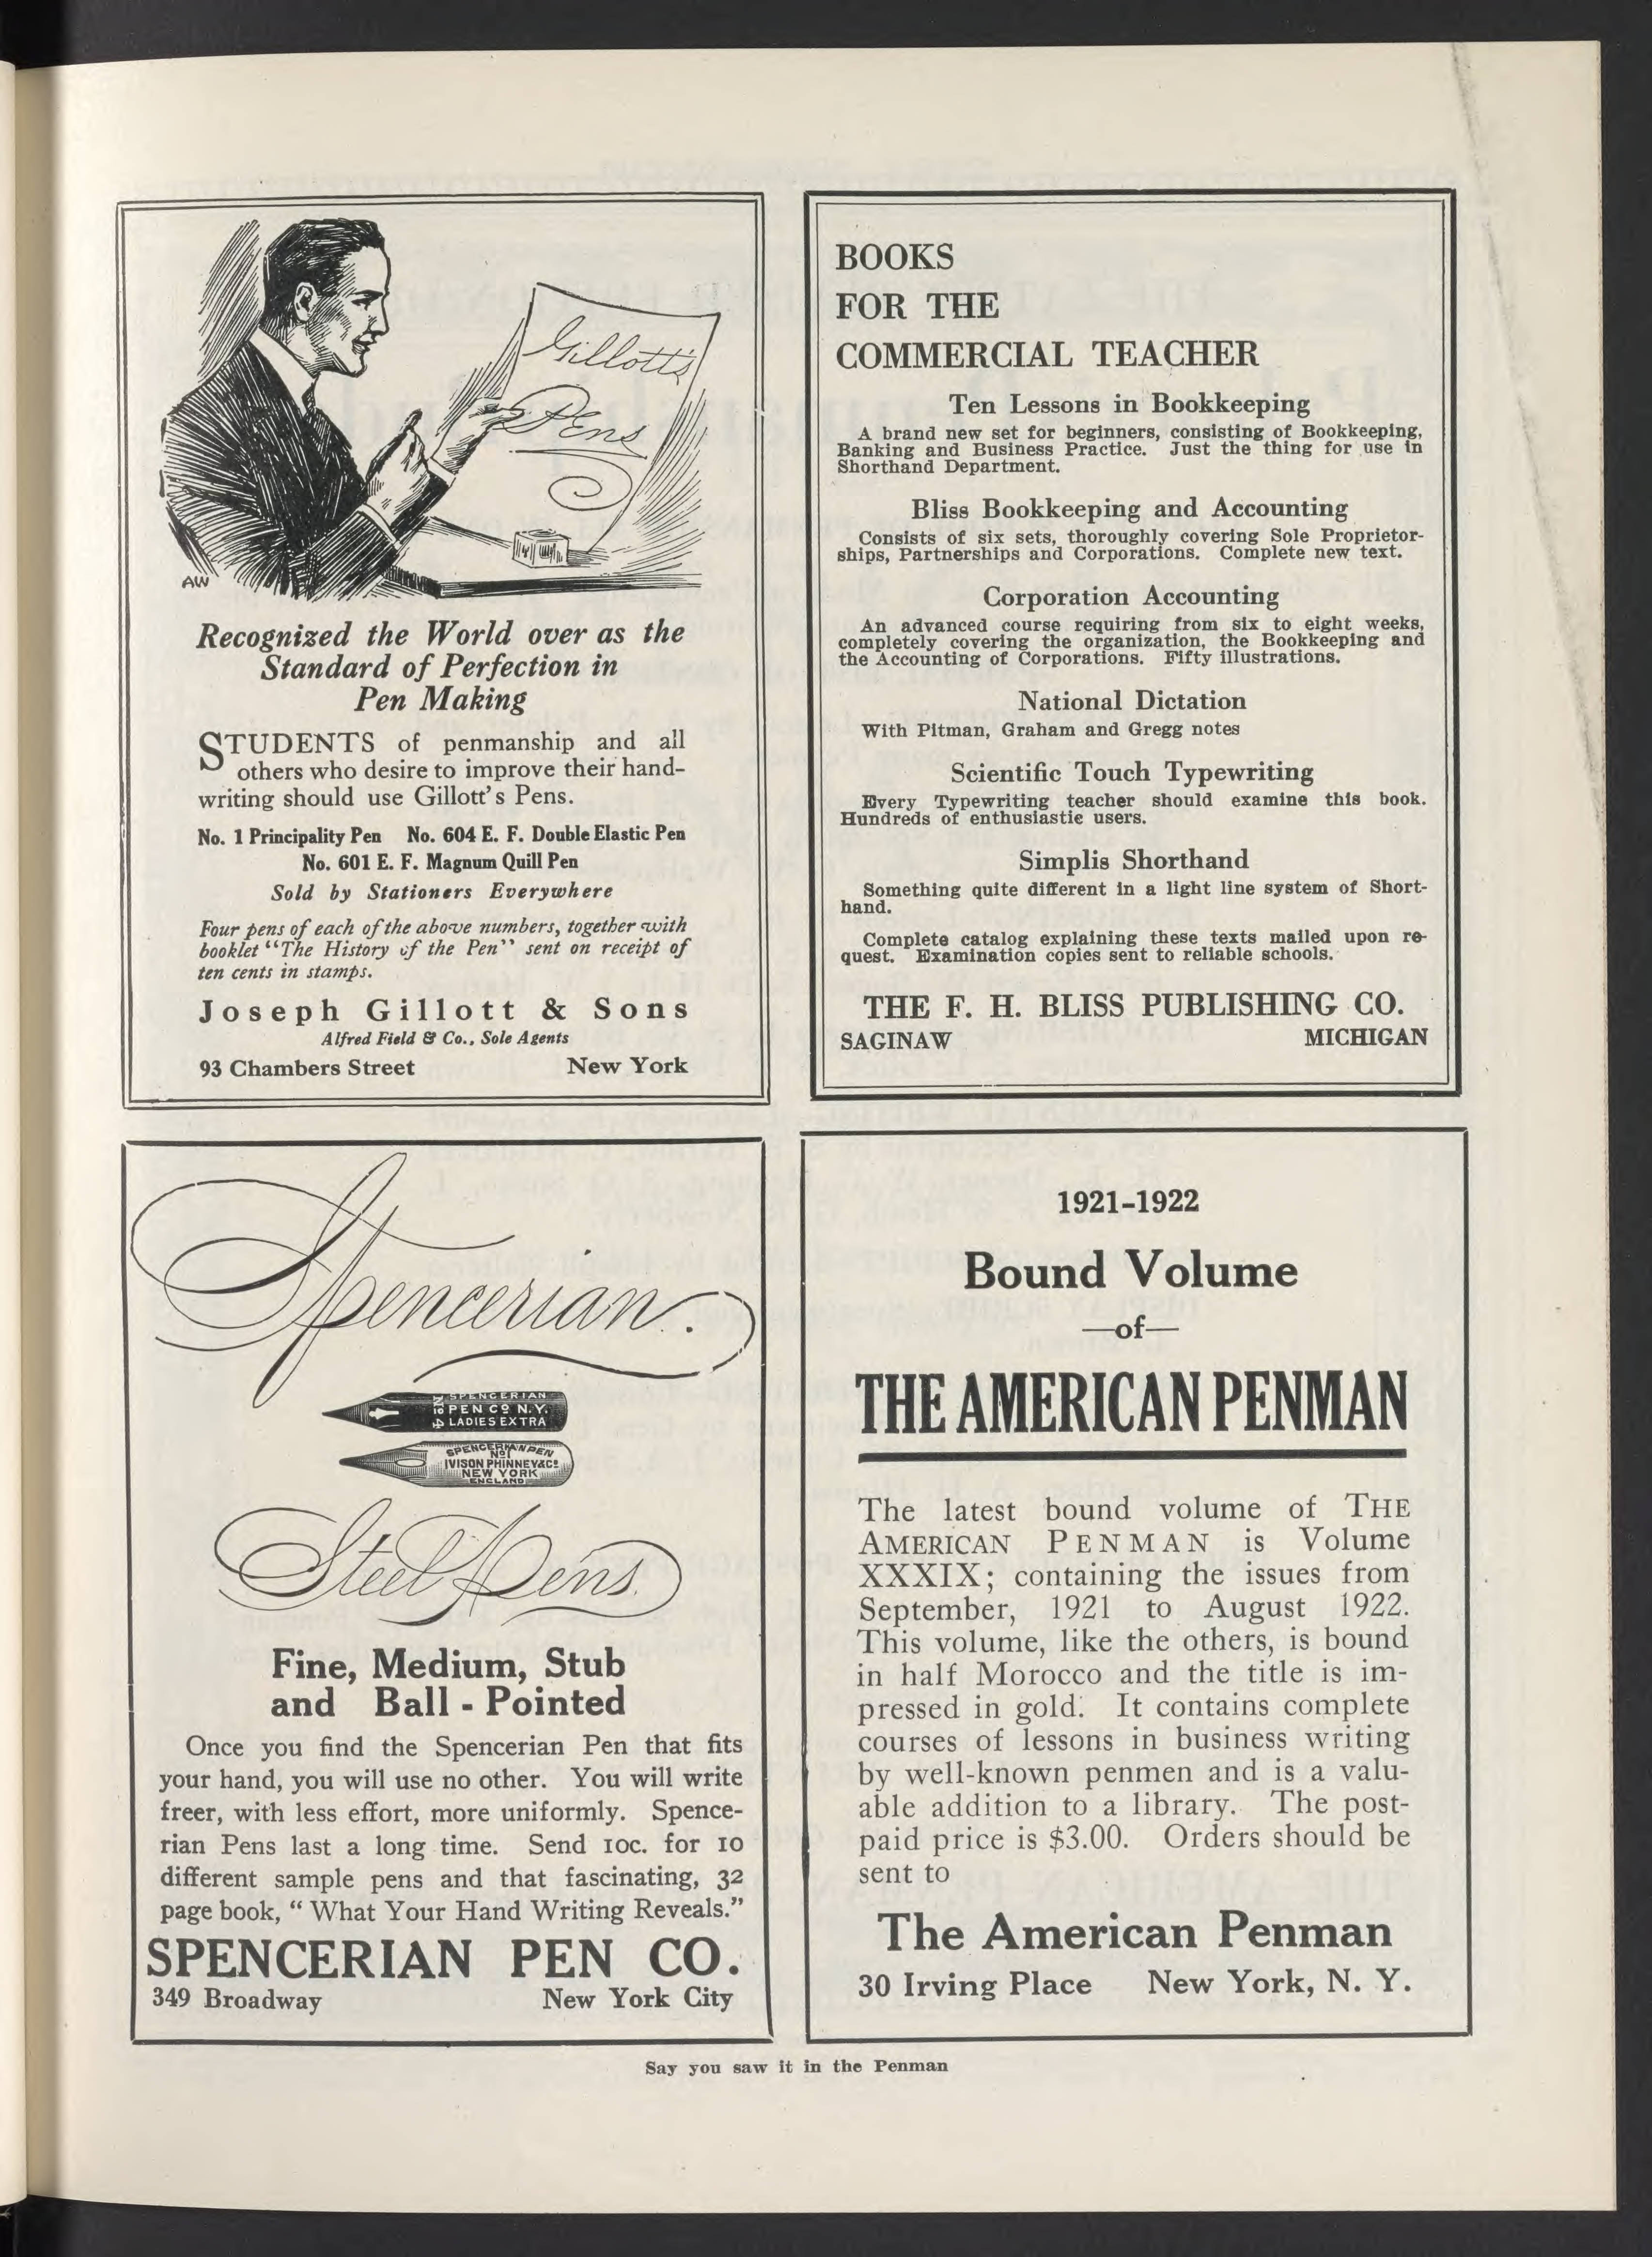 Gillott's
Pens
AW
Recognized the World over as the
Standard of Perfection in
Pen Making
STUDENTS of penmanship and all
others who desire to improve their hand-
writing should use Gillott's Pens.
No. 1 Principality Pen No. 604 E. F. Double Elastic Pen
No. 601 E. F. Magnum Quill Pen
Sold by Stationers Everywhere
Four pens of each of the above numbers, together with
booklet "The History of the Pen" sent on receipt of
ten cents in stamps.
Joseph Gillott & Sons
Alfred Field & Co., Sole Agents
93 Chambers Street New York
BOOKS
FOR THE
COMMERCIAL TEACHER
Ten Lessons in Bookkeeping
A brand new set for beginners, consisting of Bookkeeping,
Banking and Business Practice. Just the thing for use in
Shorthand Department.
Bliss Bookkeeping and Accounting
Consists of six sets, thoroughly covering Sole Proprietor-
ships, Partnerships and Corporations. Complete new text.
Corporation Accounting
An advanced course requiring from six to eight weeks,
completely covering the organization, the Bookkeeping and
the Accounting of Corporations. Fifty illustrations.
National Dictation
With Pitman, Graham and Gregg notes
Scientific Touch Typewriting
Every Typewriting teacher should examine this book.
Hundreds of enthusiastic users.
Simplis Shorthand
Something quite different in a light line system of Short-
hand.
Complete catalog explaining these texts mailed upon re-
quest. Examination copies sent to reliable schools.
THE F. H. BLISS PUBLISHING CO.
SAGINAW MICHIGAN
Spencerian.
SPENCERIAN
PEN CO N.Y.
LADIES EXTRA
SPENCERIAN PEN
No 1
IVISON PHINNEY & Co
NEW YORK
ENGLAND
Steel Pens.
Fine, Medium, Stub
and Ball - Pointed
Once you find the Spencerian Pen that fits
your hand, you will use no other. You will write
freer, with less effort, more uniformly. Spence-
rian Pens last a long time. Send 10c. for 10
different sample pens and that fascinating, 32
page book, " What Your Hand Writing Reveals."
SPENCERIAN PEN CO.
349 Broadway New York City
1921-1922
Bound Volume
—of—
THE AMERICAN PENMAN
The latest bound volume of THE
AMERICAN PENMAN is Volume
XXXIX; containing the issues from
September, 1921 to August 1922.
This volume, like the others, is bound
in half Morocco and the title is im-
pressed in gold. It contains complete
courses of lessons in business writing
by well-known penmen and is a valu-
able addition to a library. The post-
paid price is $3.00. Orders should be
sent to
The American Penman
30 Irving Place New York, N. Y.
Say you saw it in the Penman